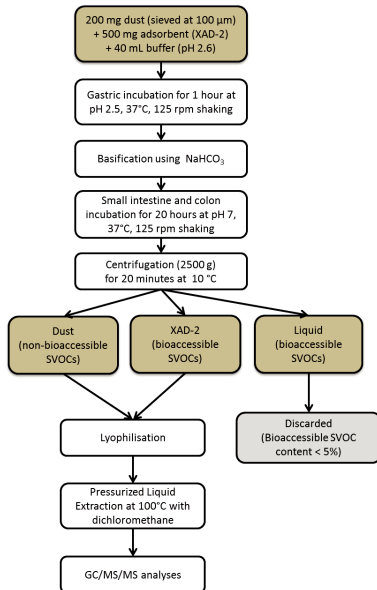 200 mg dust (sieved at 100 µm)
+ 500 mg adsorbent (XAD-2)
+ 40 mL buffer (pH 2.6)
Gastric incubation for 1 hour at
pH 2.5, 37°C, 125 rpm shaking
Basification using NaHCO₃
Small intestine and colon
incubation for 20 hours at pH 7,
37°C, 125 rpm shaking
Centrifugation (2500 g)
for 20 minutes at 10 °C
Dust
(non-bioaccessible
SVOCs)
XAD-2
(bioaccessible
SVOCs)
Liquid
(bioaccessible
SVOCs)
Lyophilisation
Discarded
(Bioaccessible SVOC
content < 5%)
Pressurized Liquid
Extraction at 100°C with
dichloromethane
GC/MS/MS analyses